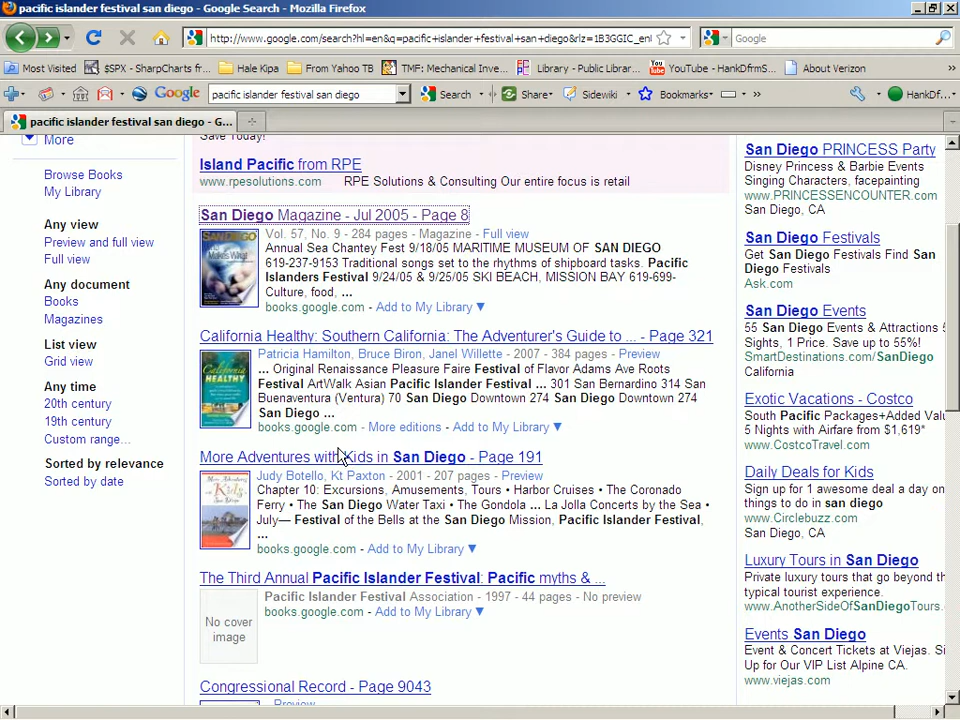 pacific islander festival san diego - Google Search - Mozilla Firefox
http://www.google.com/search?hl=en&q=pacific+islander+festival+san+diego&rlz=1B3GGIC_enl
Google
Most Visited
$SPX - SharpCharts fr...
Hale Kipa
From Yahoo TB
TMF: Mechanical Inve...
Library - Public Librar...
YouTube - HankDfrmS...
About Verizon
Google
pacific islander festival san diego
Search
Share
Sidewiki
Bookmarks
HankDf...
pacific islander festival san diego - G...
More
Browse Books
My Library
Any view
Preview and full view
Full view
Any document
Books
Magazines
List view
Grid view
Any time
20th century
19th century
Custom range...
Sorted by relevance
Sorted by date
Save Today!
Island Pacific from RPE
www.rpesolutions.com RPE Solutions & Consulting Our entire focus is retail
San Diego Magazine - Jul 2005 - Page 8
Vol. 57, No. 9 - 284 pages - Magazine - Full view
Annual Sea Chantey Fest 9/18/05 MARITIME MUSEUM OF SAN DIEGO
619-237-9153 Traditional songs set to the rhythms of shipboard tasks. Pacific
Islanders Festival 9/24/05 & 9/25/05 SKI BEACH, MISSION BAY 619-699-
Culture, food, ...
books.google.com - Add to My Library ▼
California Healthy: Southern California: The Adventurer's Guide to ... - Page 321
Patricia Hamilton, Bruce Biron, Janel Willette - 2007 - 384 pages - Preview
... Original Renaissance Pleasure Faire Festival of Flavor Adams Ave Roots
Festival ArtWalk Asian Pacific Islander Festival ... 301 San Bernardino 314 San
Buenaventura (Ventura) 70 San Diego Downtown 274 San Diego Downtown 274
San Diego ...
books.google.com - More editions - Add to My Library ▼
More Adventures with Kids in San Diego - Page 191
Judy Botello, Kt Paxton - 2001 - 207 pages - Preview
Chapter 10: Excursions, Amusements, Tours • Harbor Cruises • The Coronado
Ferry • The San Diego Water Taxi • The Gondola ... La Jolla Concerts by the Sea •
July— Festival of the Bells at the San Diego Mission, Pacific Islander Festival,
...
books.google.com - Add to My Library ▼
The Third Annual Pacific Islander Festival: Pacific myths & ...
Pacific Islander Festival Association - 1997 - 44 pages - No preview
books.google.com - Add to My Library ▼
No cover
image
Congressional Record - Page 9043
Preview
San Diego PRINCESS Party
Disney Princess & Barbie Events
Singing Characters, facepainting
www.PRINCESSENCOUNTER.com
San Diego, CA
San Diego Festivals
Get San Diego Festivals Find San
Diego Festivals
Ask.com
San Diego Events
55 San Diego Events & Attractions 5
Sights, 1 Price. Save up to 55%!
SmartDestinations.com/SanDiego
California
Exotic Vacations - Costco
South Pacific Packages+Added Valu
5 Nights with Airfare from $1,619*
www.CostcoTravel.com
Daily Deals for Kids
Sign up for 1 awesome deal a day on
things to do in san diego
www.Circlebuzz.com
San Diego, CA
Luxury Tours in San Diego
Private luxury tours that go beyond th
typical tourist experience.
www.AnotherSideOfSanDiegoTours.
Events San Diego
Event & Concert Tickets at Viejas. Si
Up for Our VIP List Alpine CA.
www.viejas.com